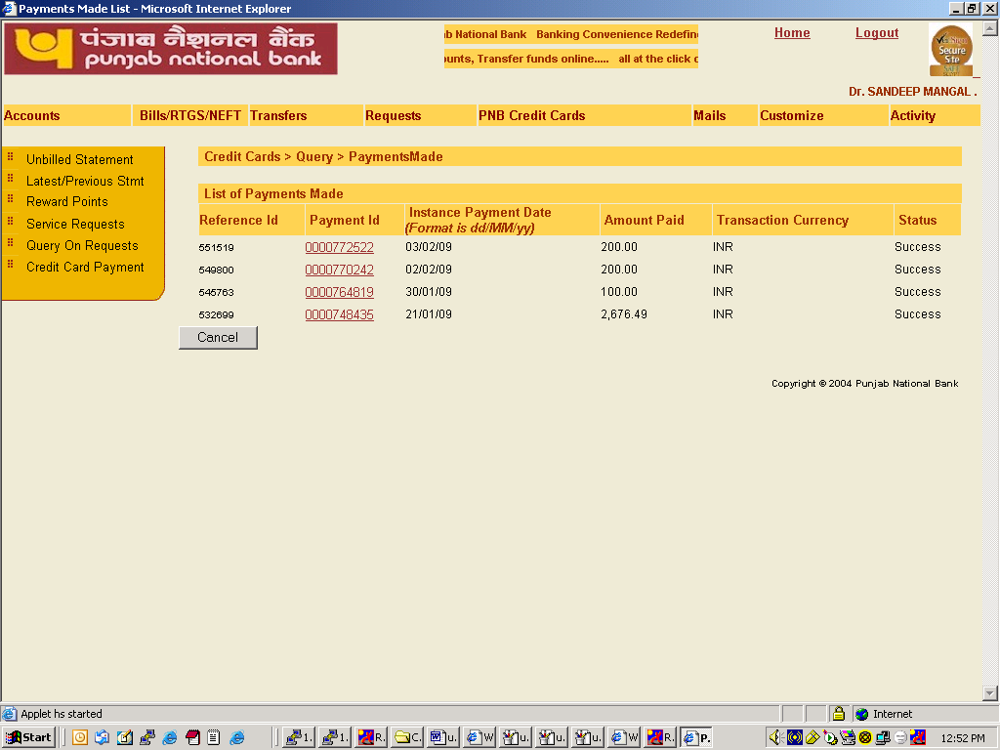 Payments Made List - Microsoft Internet Explorer
पंजाब नैशनल बैंक
punjab national bank
b National Bank Banking Convenience Redefin
ounts, Transfer funds online..... all at the click o
Home Logout
Secure
Site
Dr. SANDEEP MANGAL .
Accounts Bills/RTGS/NEFT Transfers Requests PNB Credit Cards Mails Customize Activity
Unbilled Statement
Latest/Previous Stmt
Reward Points
Service Requests
Query On Requests
Credit Card Payment
Credit Cards > Query > PaymentsMade
List of Payments Made
Reference Id Payment Id Instance Payment Date (Format is dd/MM/yy) Amount Paid Transaction Currency Status
551519 0000772522 03/02/09 200.00 INR Success
549800 0000770242 02/02/09 200.00 INR Success
545763 0000764819 30/01/09 100.00 INR Success
532699 0000748435 21/01/09 2,676.49 INR Success
Cancel
Copyright © 2004 Punjab National Bank
Applet hs started Internet
Start 1. 1. R. C. u. W u. u. u. W R. P. 12:52 PM